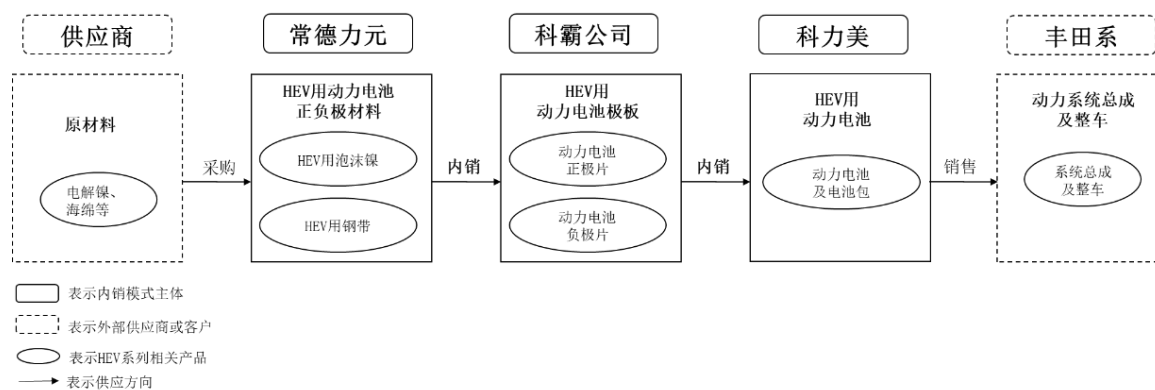 供应商
常德力元
科霸公司
科力美
丰田系
原材料
电解镍、
海绵等
采购
HEV用动力电池
正负极材料
HEV用泡沫镍
HEV用钢带
内销
HEV用
动力电池极板
动力电池
正极片
动力电池
负极片
内销
HEV用
动力电池
动力电池
及电池包
销售
动力系统总成
及整车
系统总成
及整车
表示内销模式主体
表示外部供应商或客户
表示HEV系列相关产品
表示供应方向